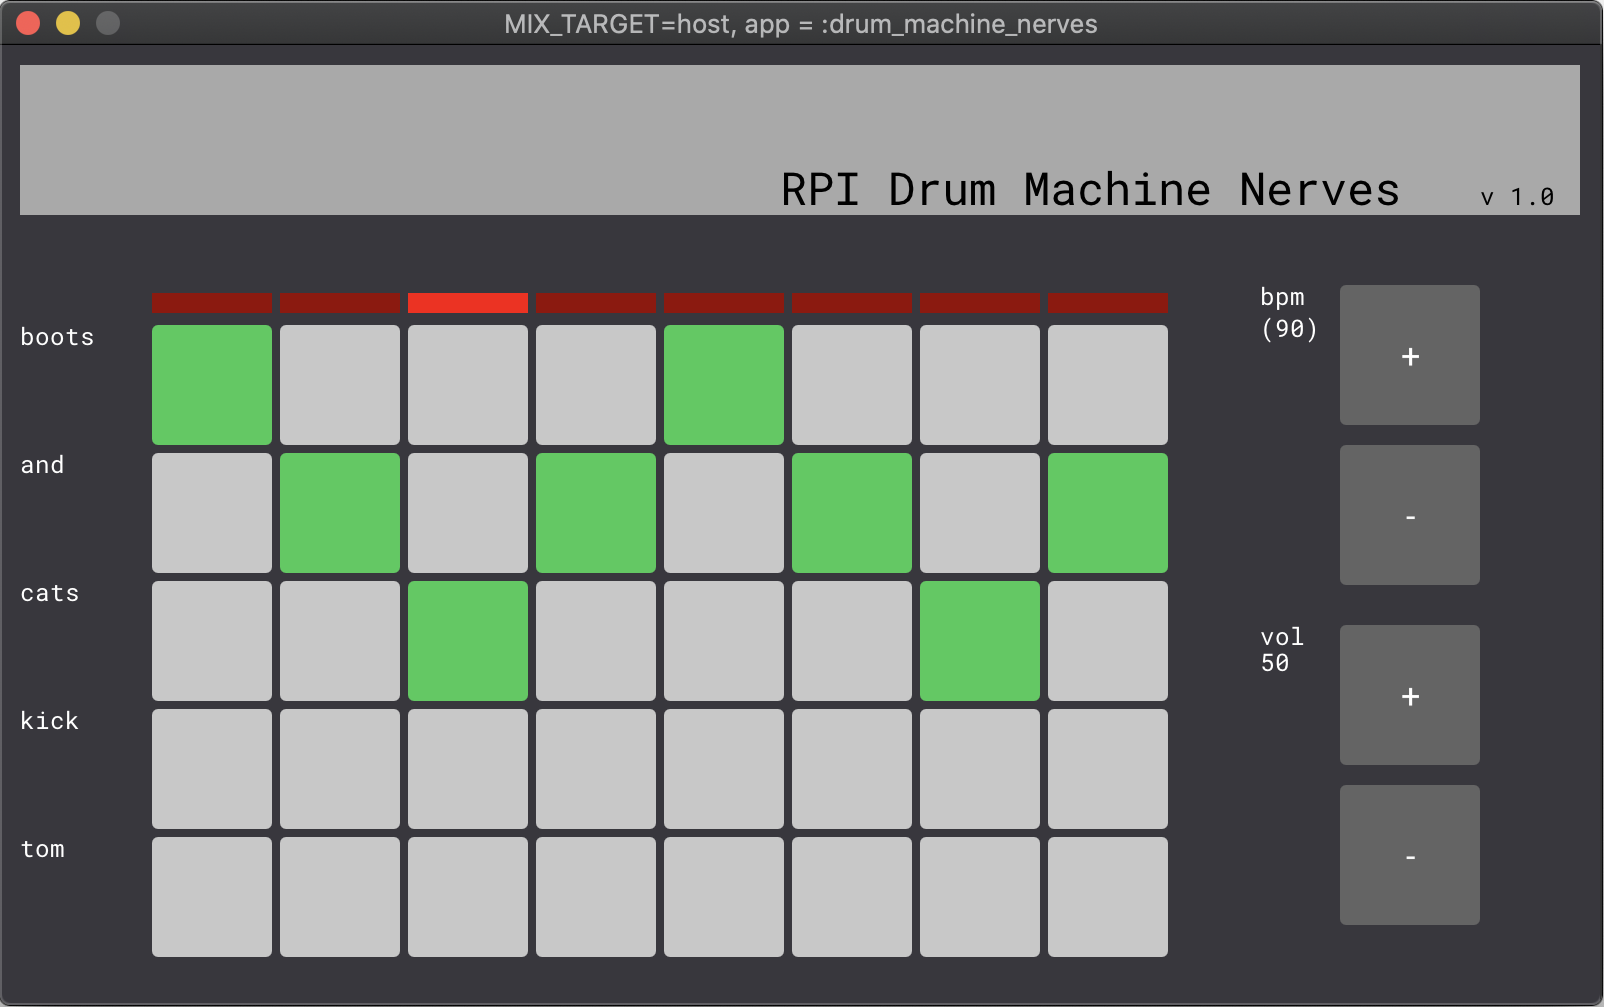 MIX_TARGET=host, app = :drum_machine_nerves
RPI Drum Machine Nerves v 1.0
boots
and
cats
kick
tom
bpm
(90)
+
-
vol
50
+
-